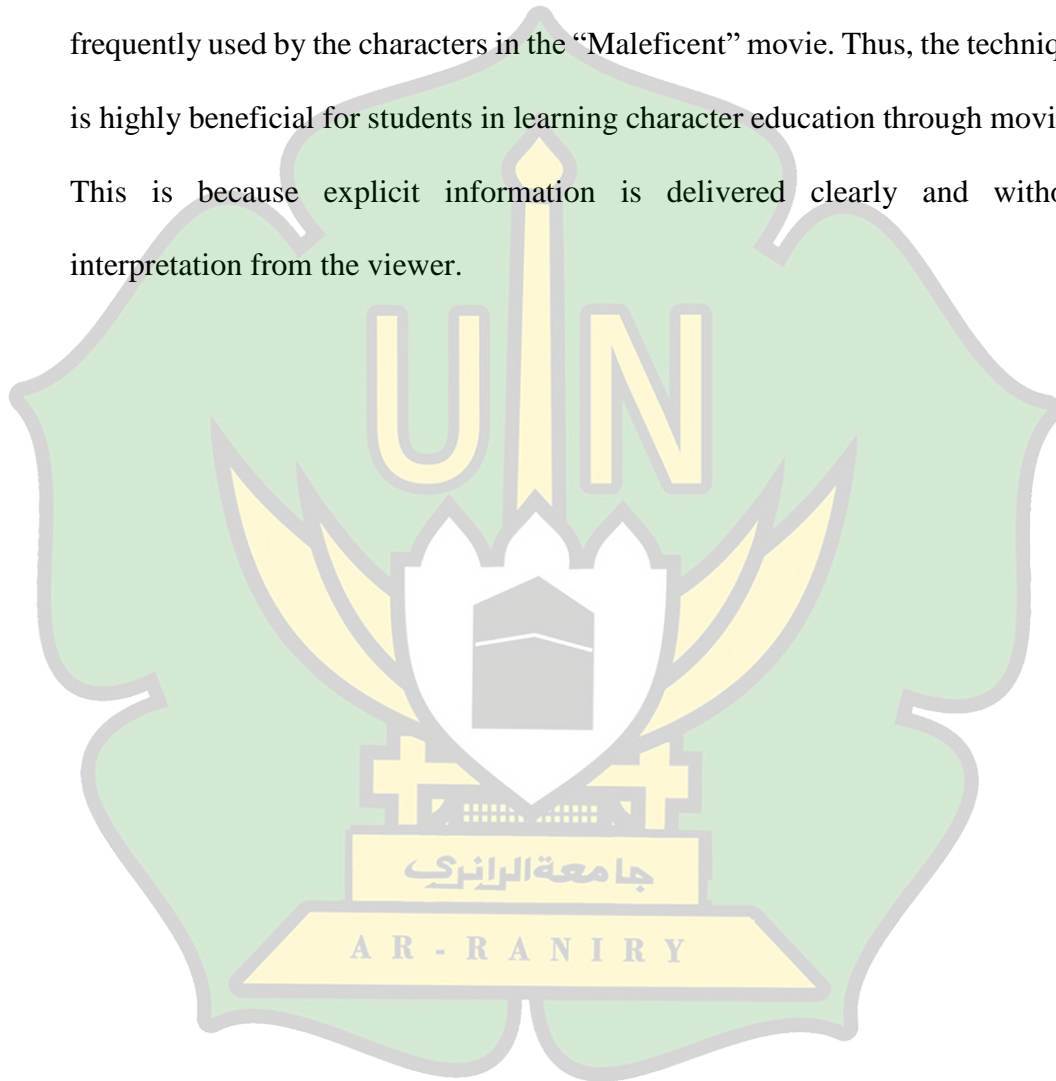 frequently used by the characters in the “Maleficent” movie. Thus, the techniq
is highly beneficial for students in learning character education through movi
This is because explicit information is delivered clearly and witho
interpretation from the viewer.
UIN
جامعةالرانري
AR-RANIRY